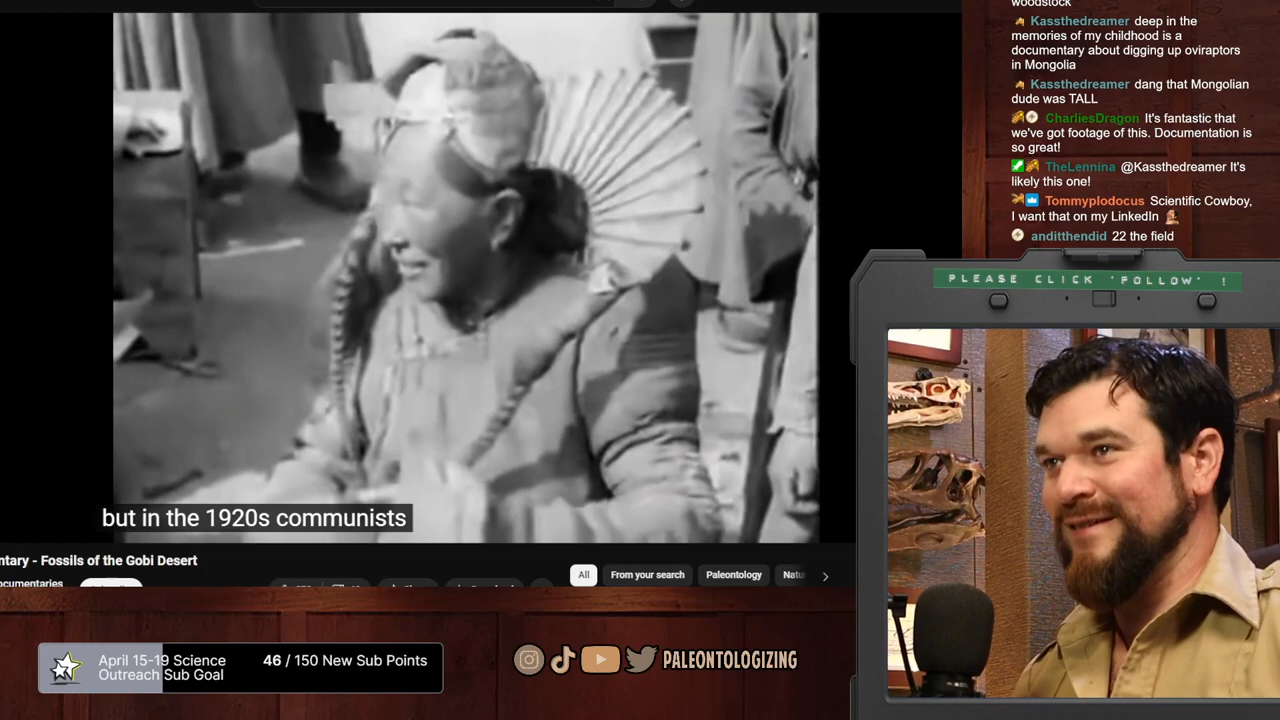 woodstock
Kassthedreamer deep in the
memories of my childhood is a
documentary about digging up oviraptors
in Mongolia
Kassthedreamer dang that Mongolian
dude was TALL
CharliesDragon It's fantastic that
we've got footage of this. Documentation is
so great!
TheLennina @Kassthedreamer It's
likely this one!
Tommyplodocus Scientific Cowboy,
I want that on my LinkedIn
anditthendid 22 the field
PLEASE CLICK 'FOLLOW' !
but in the 1920s communists
ntary - Fossils of the Gobi Desert
ocumentaries
All
From your search
Paleontology
Natu
April 15-19 Science
Outreach Sub Goal
46 / 150 New Sub Points
PALEONTOLOGIZING